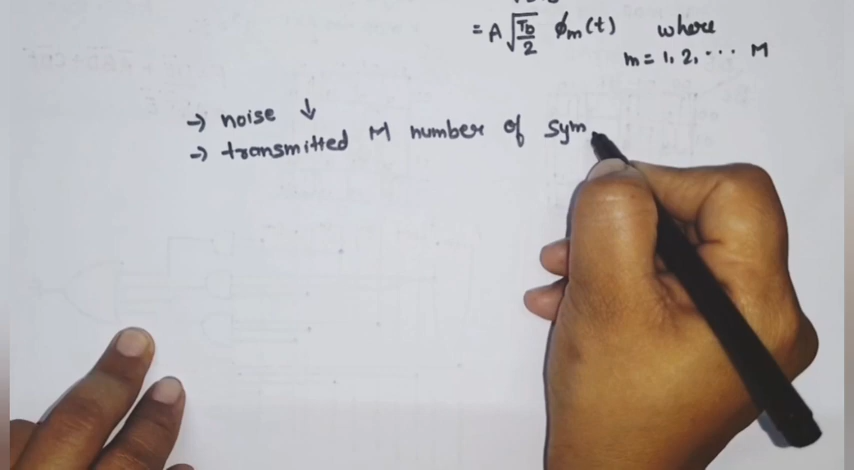 = A √(Tb/2) ϕm(t) where
m = 1, 2, ... M
→ noise ↓
→ transmitted M number of sym